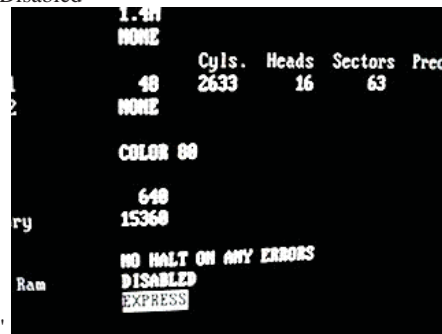 Disabled
1.4M
NONE
Cyls. Heads Sectors Prec
48 2633 16 63
2 NONE
COLOR 80
640
ry 15360
NO HALT ON ANY ERRORS
Ram DISABLED
EXPRESS